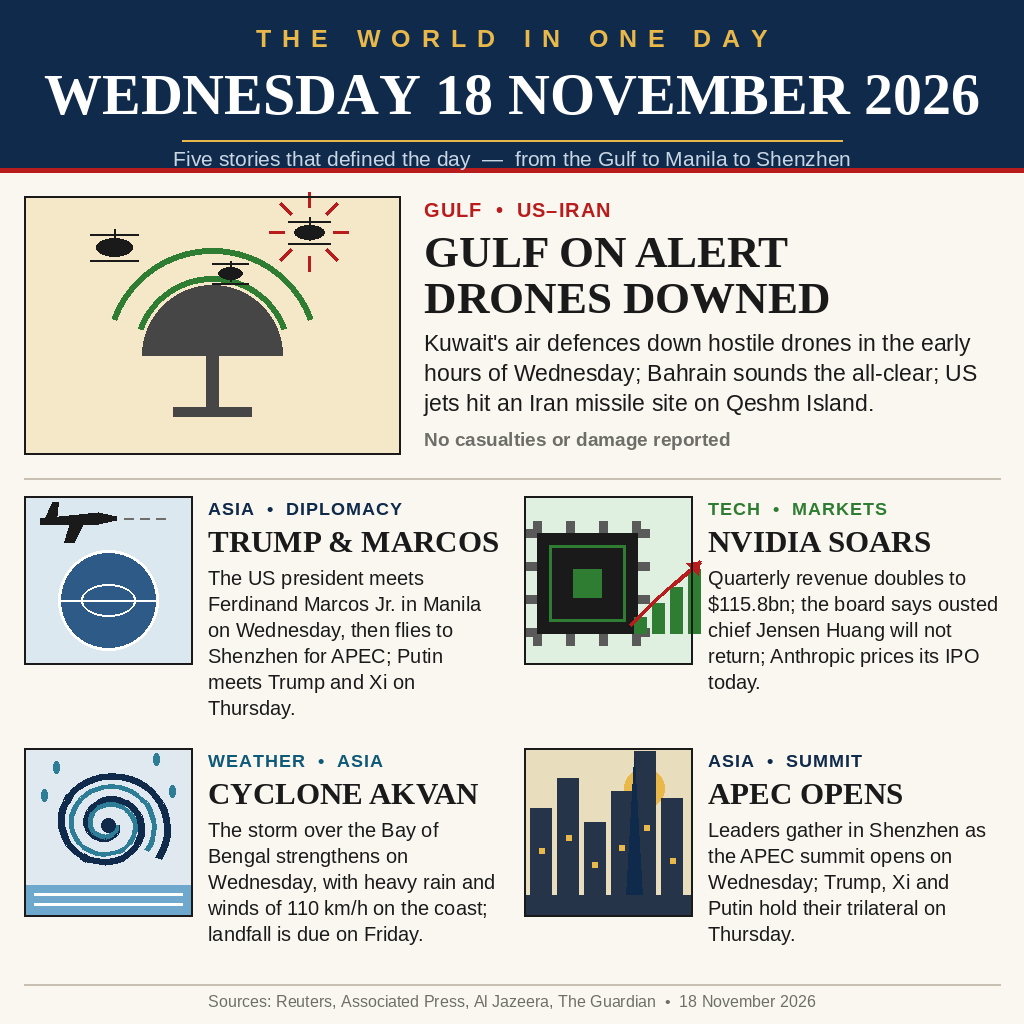 THE WORLD IN ONE DAY
WEDNESDAY 18 NOVEMBER 2026
Five stories that defined the day — from the Gulf to Manila to Shenzhen
GULF • US–IRAN
GULF ON ALERT
DRONES DOWNED
Kuwait's air defences down hostile drones in the early
hours of Wednesday; Bahrain sounds the all-clear; US
jets hit an Iran missile site on Qeshm Island.
No casualties or damage reported
ASIA • DIPLOMACY
TRUMP & MARCOS
The US president meets
Ferdinand Marcos Jr. in Manila
on Wednesday, then flies to
Shenzhen for APEC; Putin
meets Trump and Xi on
Thursday.
TECH • MARKETS
NVIDIA SOARS
Quarterly revenue doubles to
$115.8bn; the board says ousted
chief Jensen Huang will not
return; Anthropic prices its IPO
today.
WEATHER • ASIA
CYCLONE AKVAN
The storm over the Bay of
Bengal strengthens on
Wednesday, with heavy rain and
winds of 110 km/h on the coast;
landfall is due on Friday.
ASIA • SUMMIT
APEC OPENS
Leaders gather in Shenzhen as
the APEC summit opens on
Wednesday; Trump, Xi and
Putin hold their trilateral on
Thursday.
Sources: Reuters, Associated Press, Al Jazeera, The Guardian • 18 November 2026